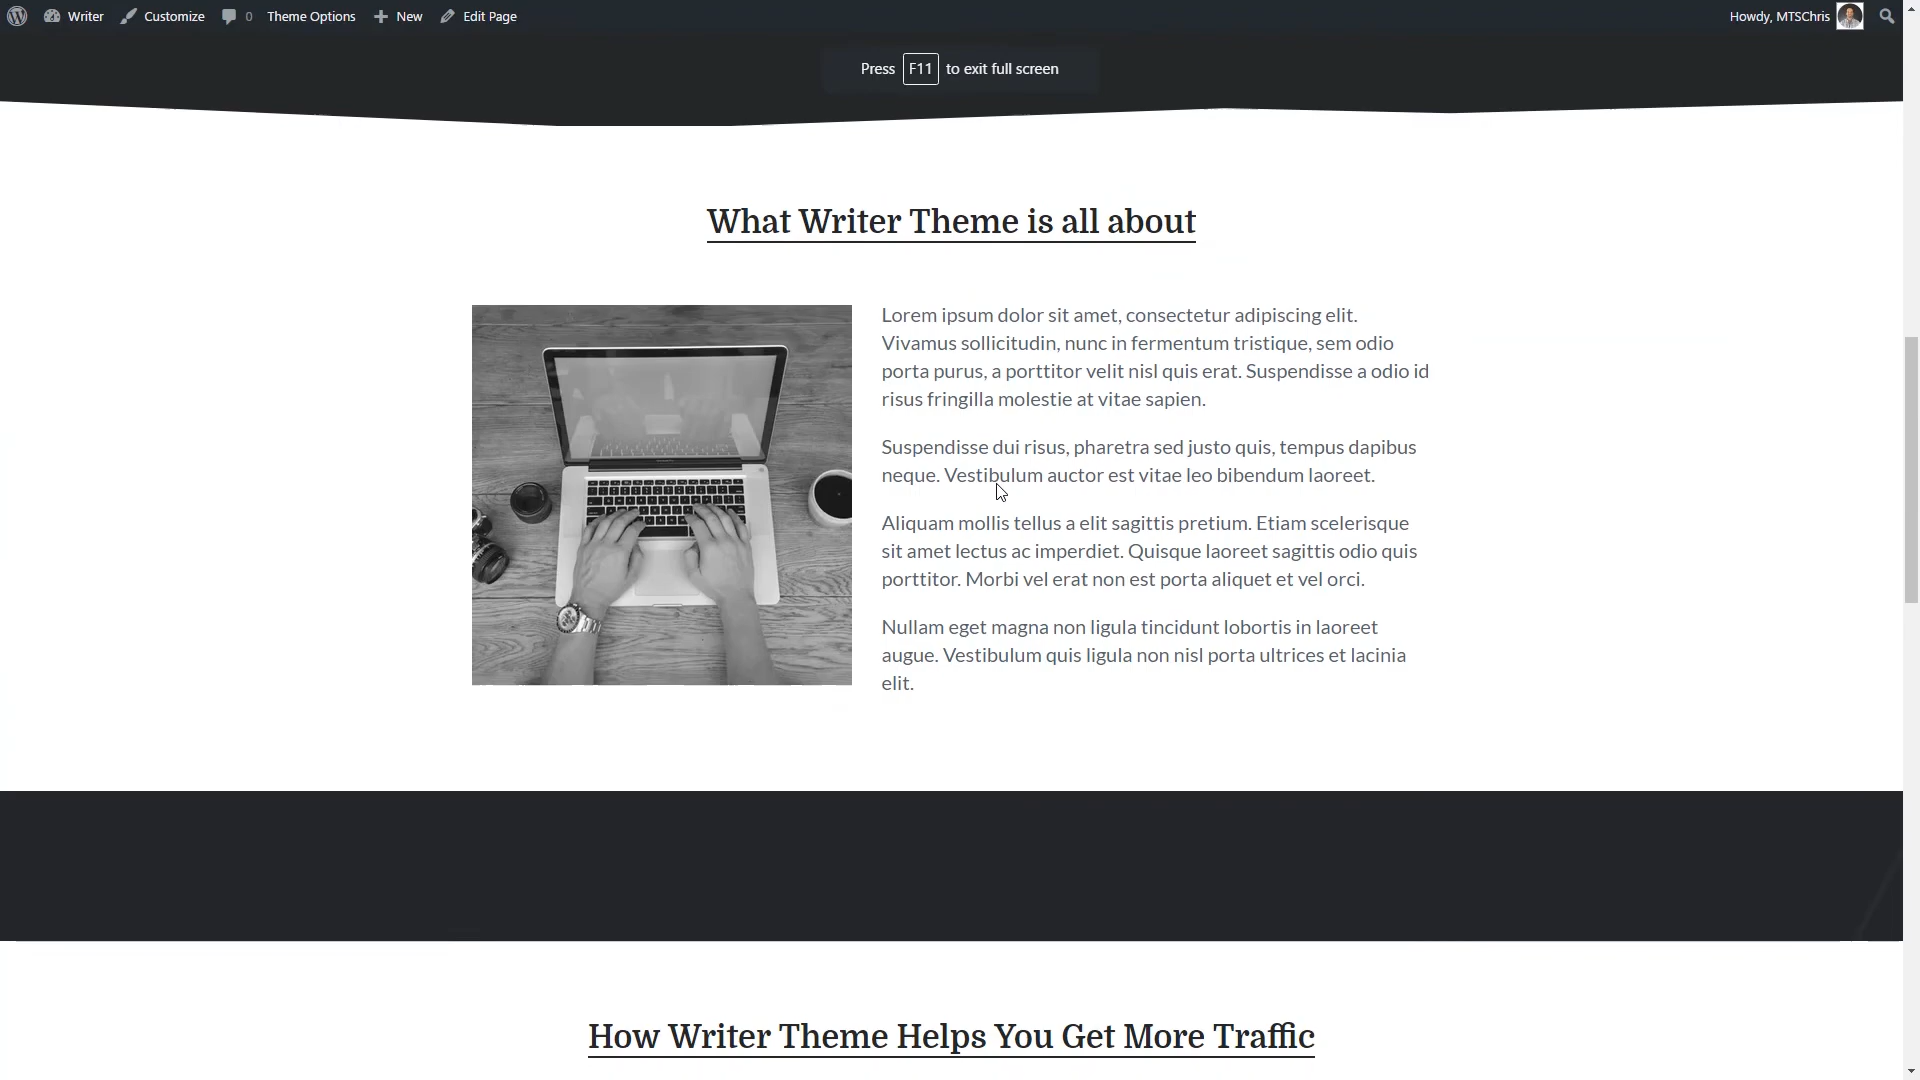 Writer Customize 0 Theme Options New Edit Page Howdy, MTSChris
Press F11 to exit full screen
What Writer Theme is all about
Lorem ipsum dolor sit amet, consectetur adipiscing elit.
Vivamus sollicitudin, nunc in fermentum tristique, sem odio
porta purus, a porttitor velit nisl quis erat. Suspendisse a odio id
risus fringilla molestie at vitae sapien.
Suspendisse dui risus, pharetra sed justo quis, tempus dapibus
neque. Vestibulum auctor est vitae leo bibendum laoreet.
Aliquam mollis tellus a elit sagittis pretium. Etiam scelerisque
sit amet lectus ac imperdiet. Quisque laoreet sagittis odio quis
porttitor. Morbi vel erat non est porta aliquet et vel orci.
Nullam eget magna non ligula tincidunt lobortis in laoreet
augue. Vestibulum quis ligula non nisl porta ultrices et lacinia
elit.
How Writer Theme Helps You Get More Traffic